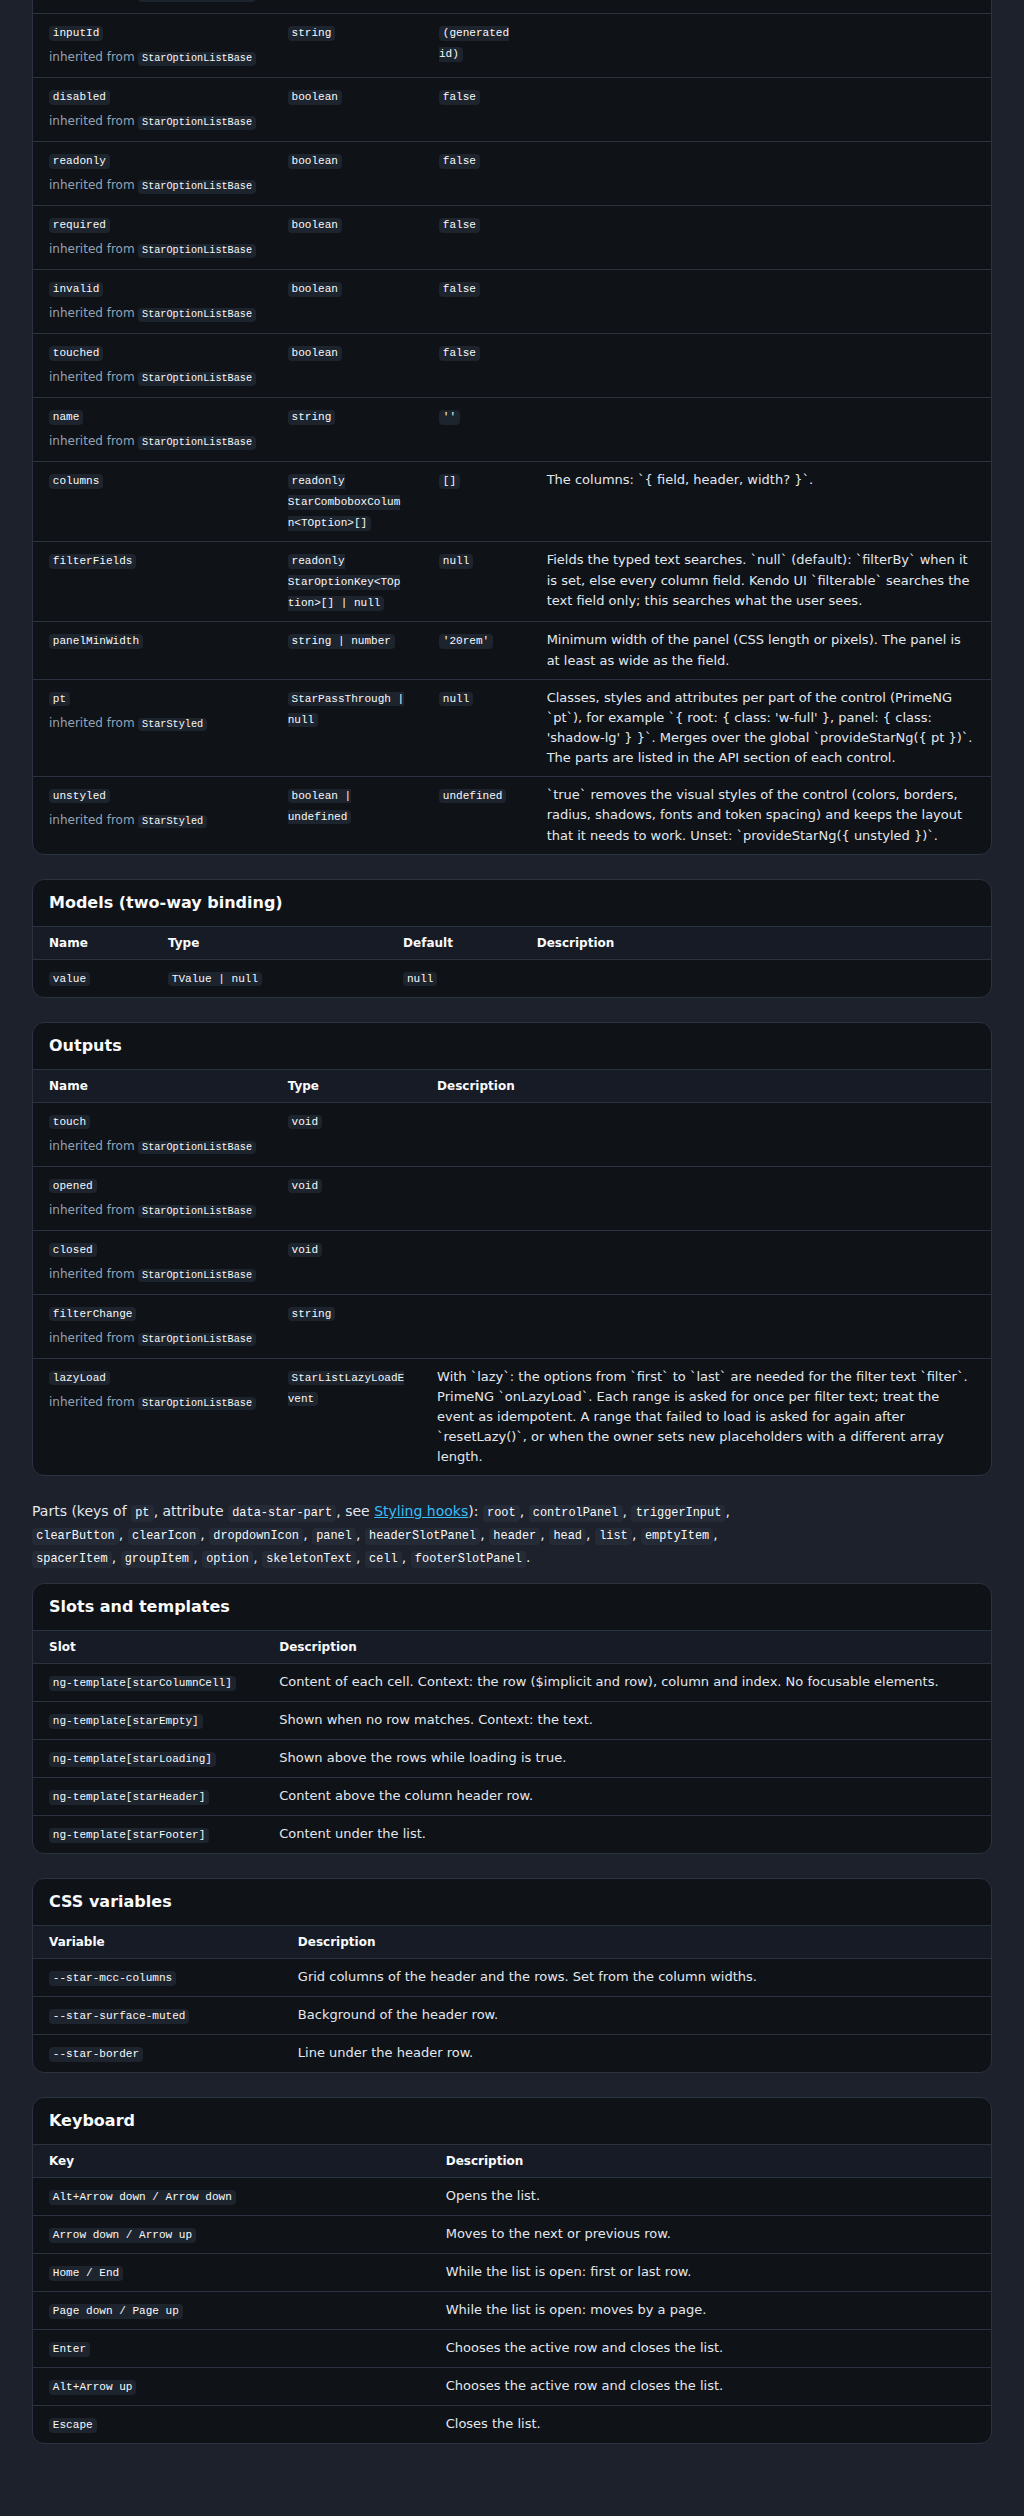 inputId string (generated
inherited from StarOptionListBase id)
disabled boolean false
inherited from StarOptionListBase
readonly boolean false
inherited from StarOptionListBase
required boolean false
inherited from StarOptionListBase
invalid boolean false
inherited from StarOptionListBase
touched boolean false
inherited from StarOptionListBase
name string ''
inherited from StarOptionListBase
columns readonly [] The columns: `{ field, header, width? }`.
StarComboboxColum
n<TOption>[]
filterFields readonly null Fields the typed text searches. `null` (default): `filterBy` when it
StarOptionKey<TOp is set, else every column field. Kendo UI `filterable` searches the
tion>[] | null text field only; this searches what the user sees.
panelMinWidth string | number '20rem' Minimum width of the panel (CSS length or pixels). The panel is
at least as wide as the field.
pt StarPassThrough | null Classes, styles and attributes per part of the control (PrimeNG
inherited from StarStyled null `pt`), for example `{ root: { class: 'w-full' }, panel: { class:
'shadow-lg' } }`. Merges over the global `provideStarNg({ pt })`.
The parts are listed in the API section of each control.
unstyled boolean | undefined `true` removes the visual styles of the control (colors, borders,
inherited from StarStyled undefined radius, shadows, fonts and token spacing) and keeps the layout
that it needs to work. Unset: `provideStarNg({ unstyled })`.
Models (two-way binding)
Name Type Default Description
value TValue | null null
Outputs
Name Type Description
touch void
inherited from StarOptionListBase
opened void
inherited from StarOptionListBase
closed void
inherited from StarOptionListBase
filterChange string
inherited from StarOptionListBase
lazyLoad StarListLazyLoadE With `lazy`: the options from `first` to `last` are needed for the filter text `filter`.
inherited from StarOptionListBase vent PrimeNG `onLazyLoad`. Each range is asked for once per filter text; treat the
event as idempotent. A range that failed to load is asked for again after
`resetLazy()`, or when the owner sets new placeholders with a different array
length.
Parts (keys of pt, attribute data-star-part, see Styling hooks): root, controlPanel, triggerInput,
clearButton, clearIcon, dropdownIcon, panel, headerSlotPanel, header, head, list, emptyItem,
spacerItem, groupItem, option, skeletonText, cell, footerSlotPanel.
Slots and templates
Slot Description
ng-template[starColumnCell] Content of each cell. Context: the row ($implicit and row), column and index. No focusable elements.
ng-template[starEmpty] Shown when no row matches. Context: the text.
ng-template[starLoading] Shown above the rows while loading is true.
ng-template[starHeader] Content above the column header row.
ng-template[starFooter] Content under the list.
CSS variables
Variable Description
--star-mcc-columns Grid columns of the header and the rows. Set from the column widths.
--star-surface-muted Background of the header row.
--star-border Line under the header row.
Keyboard
Key Description
Alt+Arrow down / Arrow down Opens the list.
Arrow down / Arrow up Moves to the next or previous row.
Home / End While the list is open: first or last row.
Page down / Page up While the list is open: moves by a page.
Enter Chooses the active row and closes the list.
Alt+Arrow up Chooses the active row and closes the list.
Escape Closes the list.